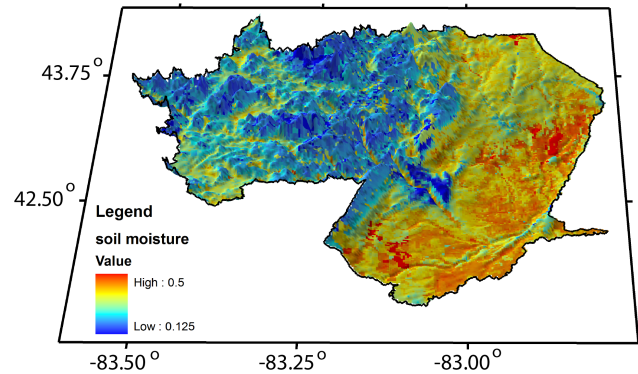 43.75°
42.50°
Legend
soil moisture
Value
High : 0.5
Low : 0.125
-83.50°
-83.25°
-83.00°